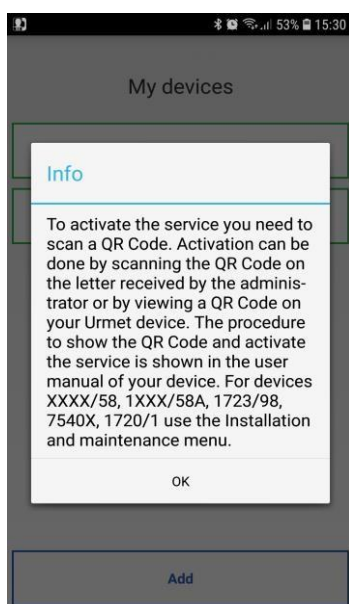 53% 15:30
My devices
Info
To activate the service you need to
scan a QR Code. Activation can be
done by scanning the QR Code on
the letter received by the adminis-
trator or by viewing a QR Code on
your Urmet device. The procedure
to show the QR Code and activate
the service is shown in the user
manual of your device. For devices
XXXX/58, 1XXX/58A, 1723/98,
7540X, 1720/1 use the Installation
and maintenance menu.
OK
Add